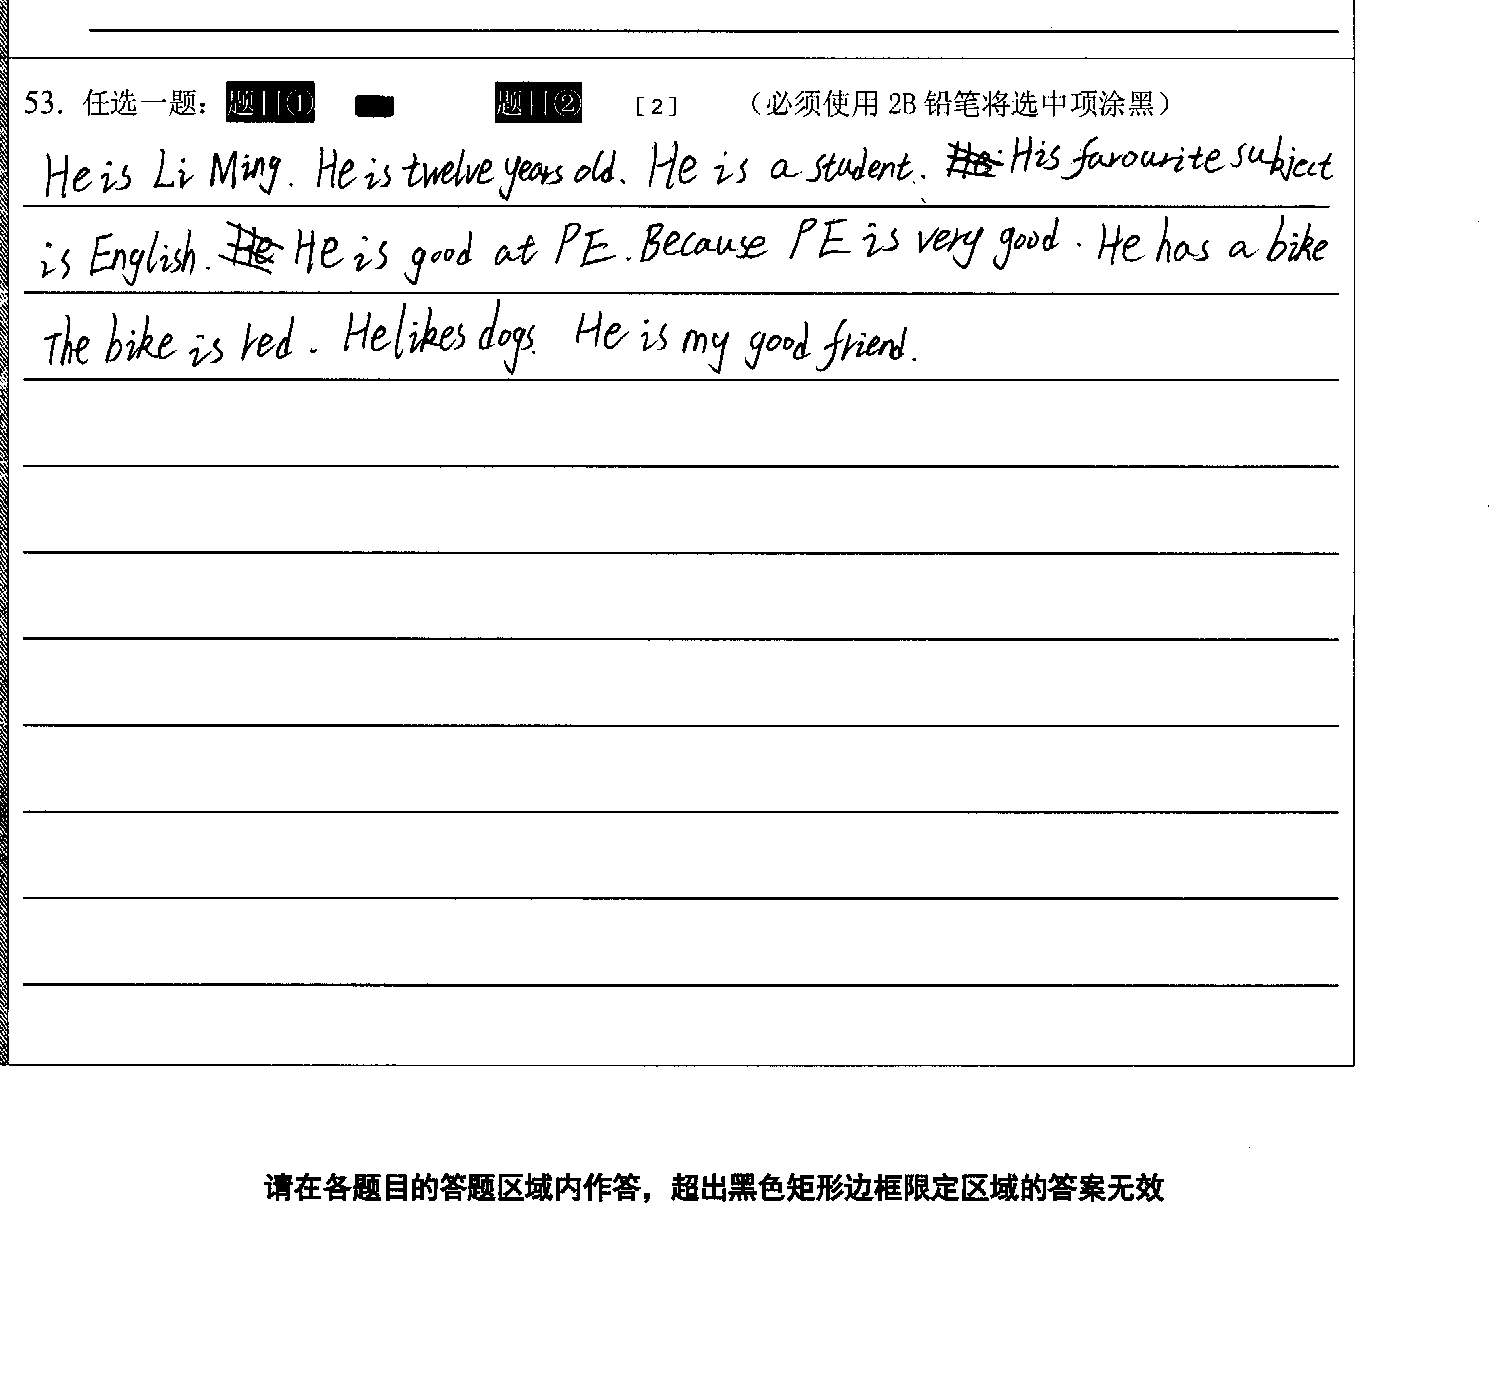 53. 任选一题: 题目① 题目② [2] (必须使用 2B 铅笔将选中项涂黑)
He is Li Ming. He is twelve years old. He is a student. His farourite subject
is English. He is good at PE. Because PE is very good. He has a bike
The bike is red. He likes dogs. He is my good friend.
请在各题目的答题区域内作答，超出黑色矩形边框限定区域的答案无效